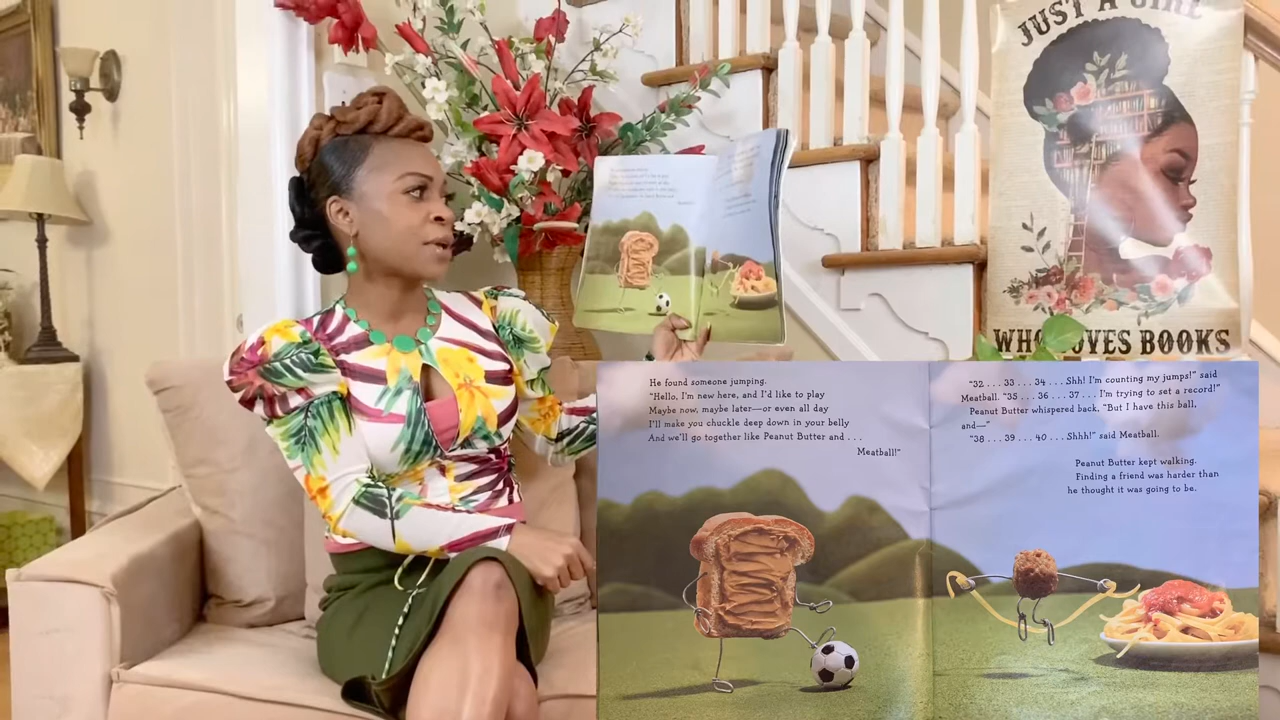 JUST A GIRL
WHO LOVES BOOKS
He found someone jumping.
"Hello, I'm new here, and I'd like to play
Maybe now, maybe later—or even all day
I'll make you chuckle deep down in your belly
And we'll go together like Peanut Butter and . . .
Meatball!"
"32 . . . 33 . . . 34 . . . Shh! I'm counting my jumps!" said
Meatball. "35 . . . 36 . . . 37 . . . I'm trying to set a record!"
Peanut Butter whispered back, "But I have this ball,
and—"
"38 . . . 39 . . . 40 . . . Shhh!" said Meatball.
Peanut Butter kept walking.
Finding a friend was harder than
he thought it was going to be.